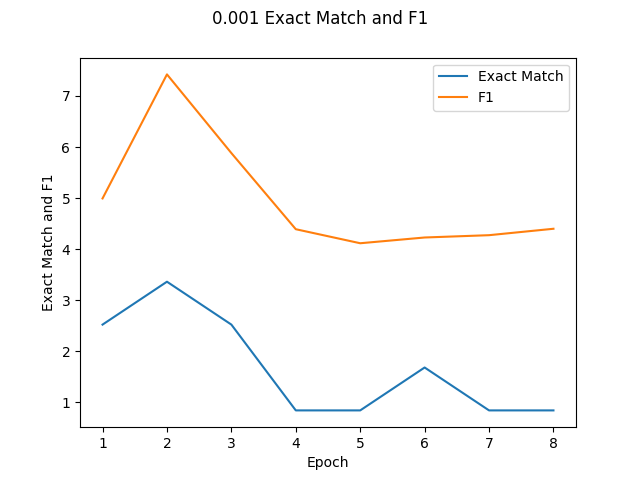 0.001 Exact Match and F1
Exact Match
F1
Exact Match and F1
7
6
5
4
3
2
1
1 2 3 4 5 6 7 8
Epoch